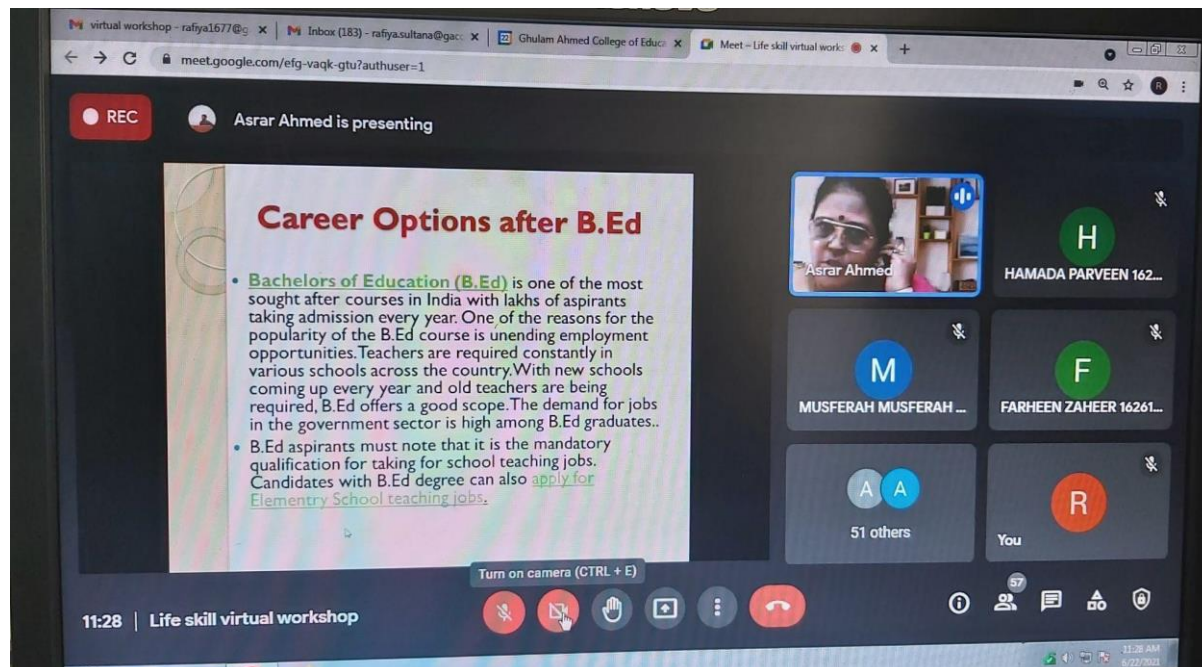 virtual workshop - rafiya1677@g
Inbox (183) - rafiya.sultana@gacc
22 Ghulam Ahmed College of Educa
Meet – Life skill virtual works
meet.google.com/efg-vaqk-gtu?authuser=1
R
REC
Asrar Ahmed is presenting
Career Options after B.Ed
• Bachelors of Education (B.Ed) is one of the most
sought after courses in India with lakhs of aspirants
taking admission every year. One of the reasons for the
popularity of the B.Ed course is unending employment
opportunities. Teachers are required constantly in
various schools across the country. With new schools
coming up every year and old teachers are being
required, B.Ed offers a good scope. The demand for jobs
in the government sector is high among B.Ed graduates..
• B.Ed aspirants must note that it is the mandatory
qualification for taking for school teaching jobs.
Candidates with B.Ed degree can also apply for
Elementry School teaching jobs.
Asrar Ahmed
H
HAMADA PARVEEN 162...
M
MUSFERAH MUSFERAH ...
F
FARHEEN ZAHEER 16261...
A A
51 others
R
You
Turn on camera (CTRL + E)
57
11:28 | Life skill virtual workshop
11:28 AM
6/22/2021